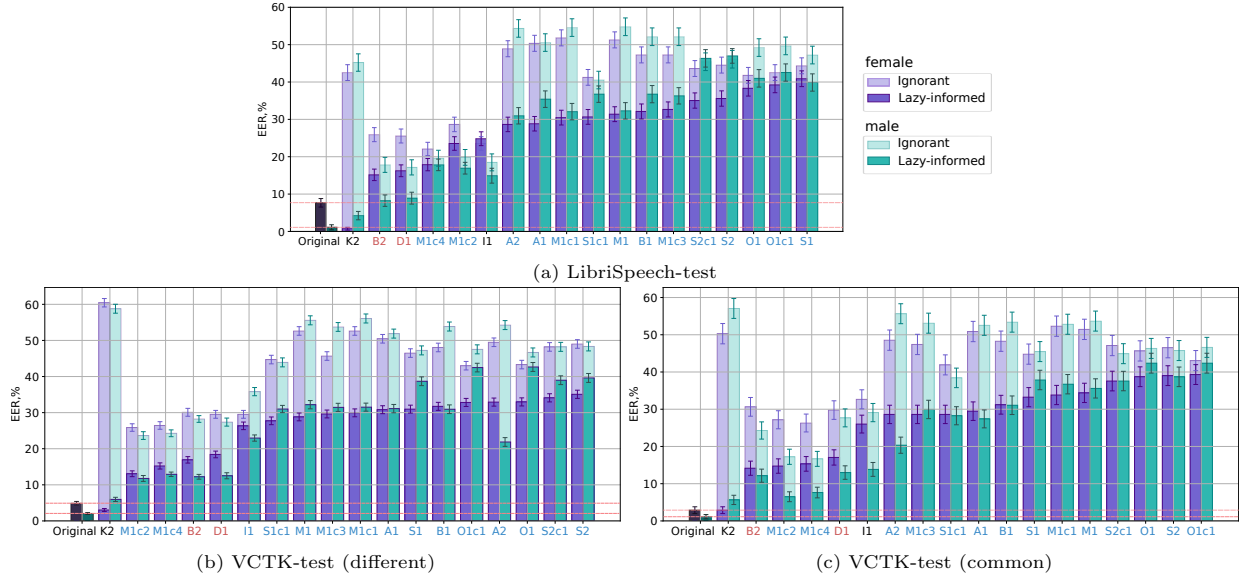 60
50
40
30
20
10
0
EER,%
Original K2 B2 D1 M1c4 M1c2 I1 A2 A1 M1c1 S1c1 M1 B1 M1c3 S2c1 S2 O1 O1c1 S1
female
Ignorant
Lazy-informed
male
Ignorant
Lazy-informed
(a) LibriSpeech-test
60
50
40
30
20
10
0
EER,%
Original K2 M1c2 M1c4 B2 D1 I1 S1c1 M1 M1c3 M1c1 A1 S1 B1 O1c1 A2 O1 S2c1 S2
(b) VCTK-test (different)
60
50
40
30
20
10
0
EER,%
Original K2 B2 M1c2 M1c4 D1 I1 A2 M1c3 S1c1 A1 B1 S1 M1c1 M1 S2c1 O1 S2 O1c1
(c) VCTK-test (common)